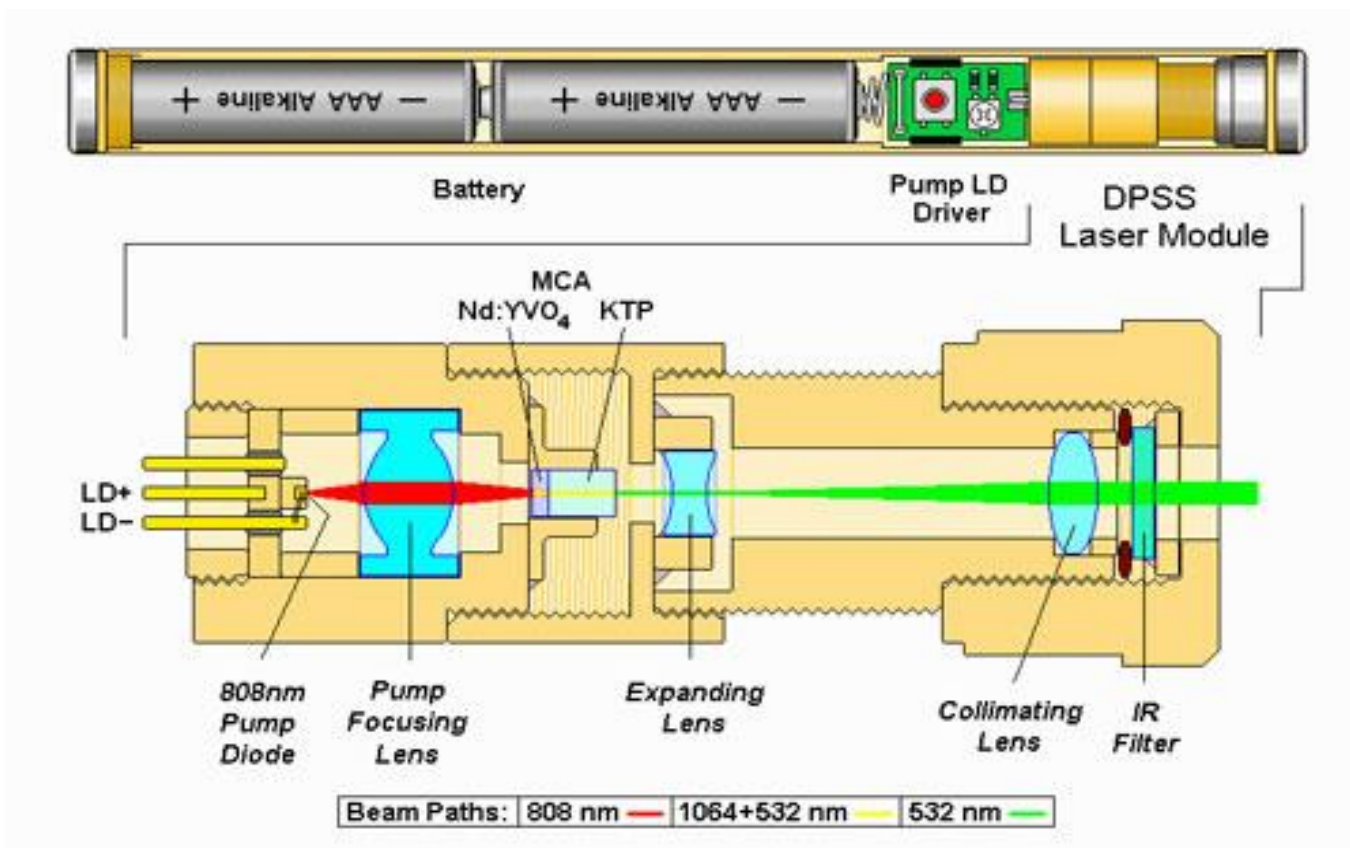 − AAA Alkaline +
− AAA Alkaline +
Battery
Pump LD
Driver
DPSS
Laser Module
MCA
Nd:YVO₄ KTP
LD+
LD−
808nm
Pump
Diode
Pump
Focusing
Lens
Expanding
Lens
Collimating
Lens
IR
Filter
Beam Paths: 808 nm 1064+532 nm 532 nm